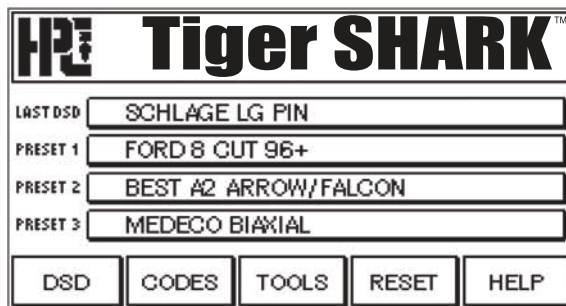 HPC Tiger SHARK™
LAST DSD SCHLAGE LG PIN
PRESET 1 FORD 8 CUT 96+
PRESET 2 BEST A2 ARROW/FALCON
PRESET 3 MEDECO BIAXIAL
DSD CODES TOOLS RESET HELP